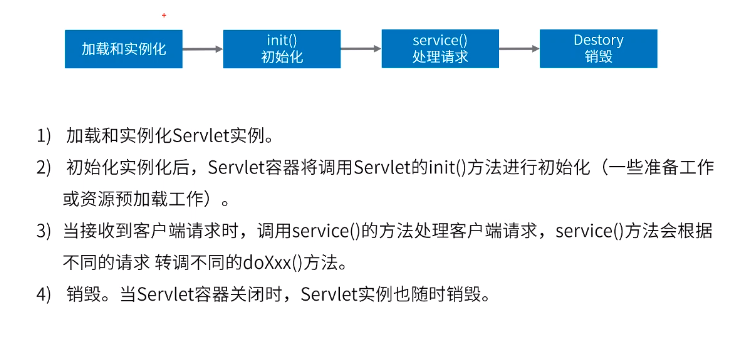 加载和实例化
init()
初始化
service()
处理请求
Destory
销毁
1) 加载和实例化Servlet实例。
2) 初始化实例化后，Servlet容器将调用Servlet的init()方法进行初始化（一些准备工作
或资源预加载工作）。
3) 当接收到客户端请求时，调用service()的方法处理客户端请求，service()方法会根据
不同的请求 转调不同的doXxx()方法。
4) 销毁。当Servlet容器关闭时，Servlet实例也随时销毁。